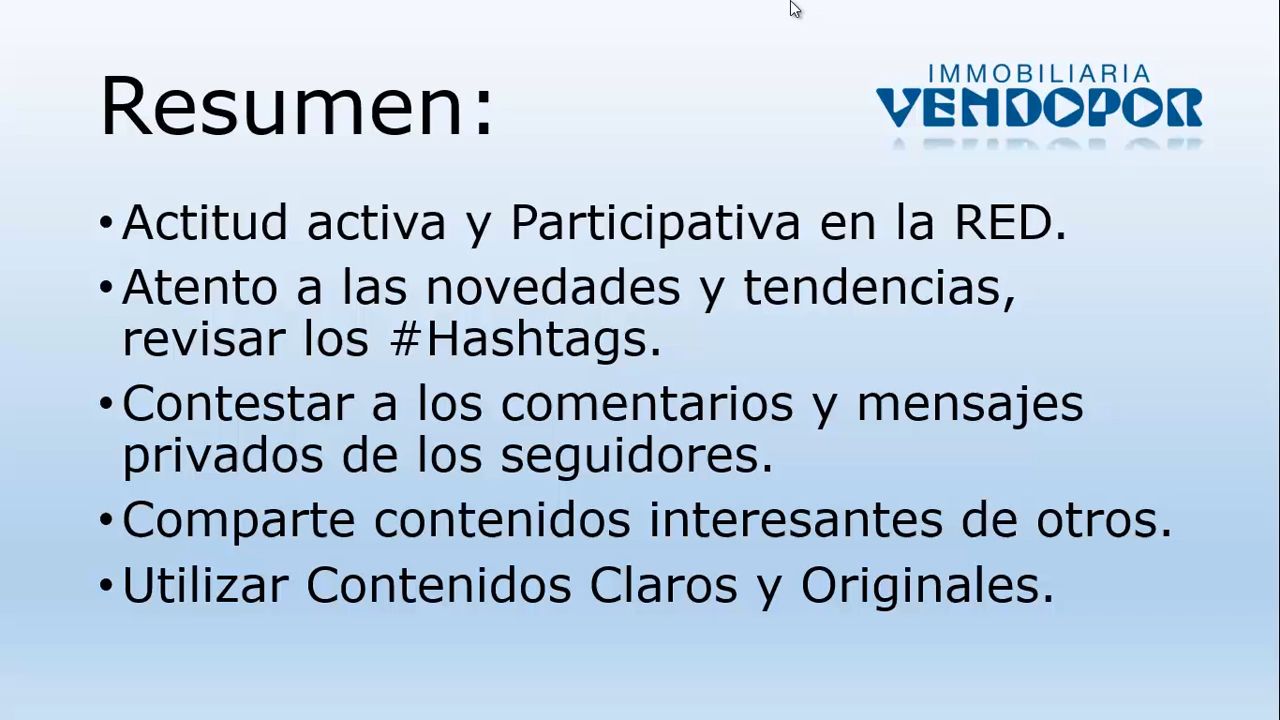 IMMOBILIARIA
VENDOPOR
Resumen:
•Actitud activa y Participativa en la RED.
•Atento a las novedades y tendencias,
revisar los #Hashtags.
•Contestar a los comentarios y mensajes
privados de los seguidores.
•Comparte contenidos interesantes de otros.
•Utilizar Contenidos Claros y Originales.